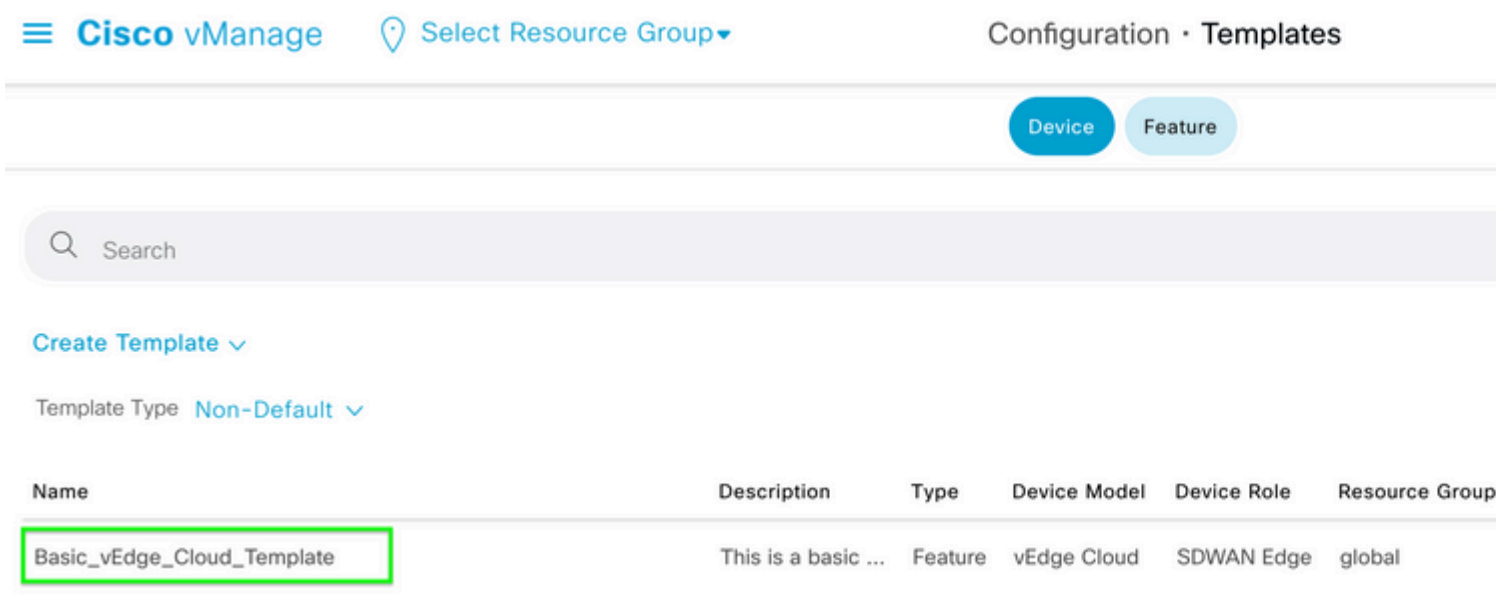 Cisco vManage Select Resource Group Configuration · Templates
Device Feature
Search
Create Template
Template Type Non-Default
Name Description Type Device Model Device Role Resource Group
Basic_vEdge_Cloud_Template This is a basic ... Feature vEdge Cloud SDWAN Edge global